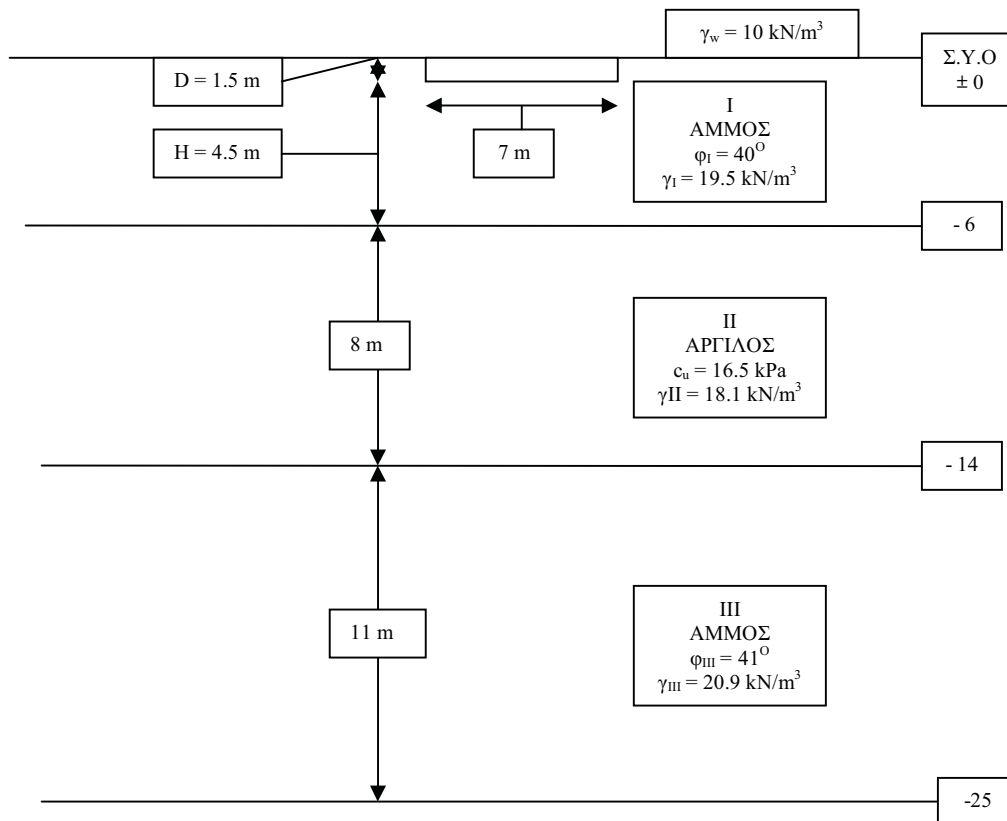 γw = 10 kN/m³
Σ.Υ.Ο
± 0
D = 1.5 m
I
ΑΜΜΟΣ
φI = 40Ο
γI = 19.5 kN/m³
7 m
H = 4.5 m
- 6
II
ΑΡΓΙΛΟΣ
cu = 16.5 kPa
γII = 18.1 kN/m³
8 m
- 14
III
ΑΜΜΟΣ
φIII = 41Ο
γIII = 20.9 kN/m³
11 m
-25